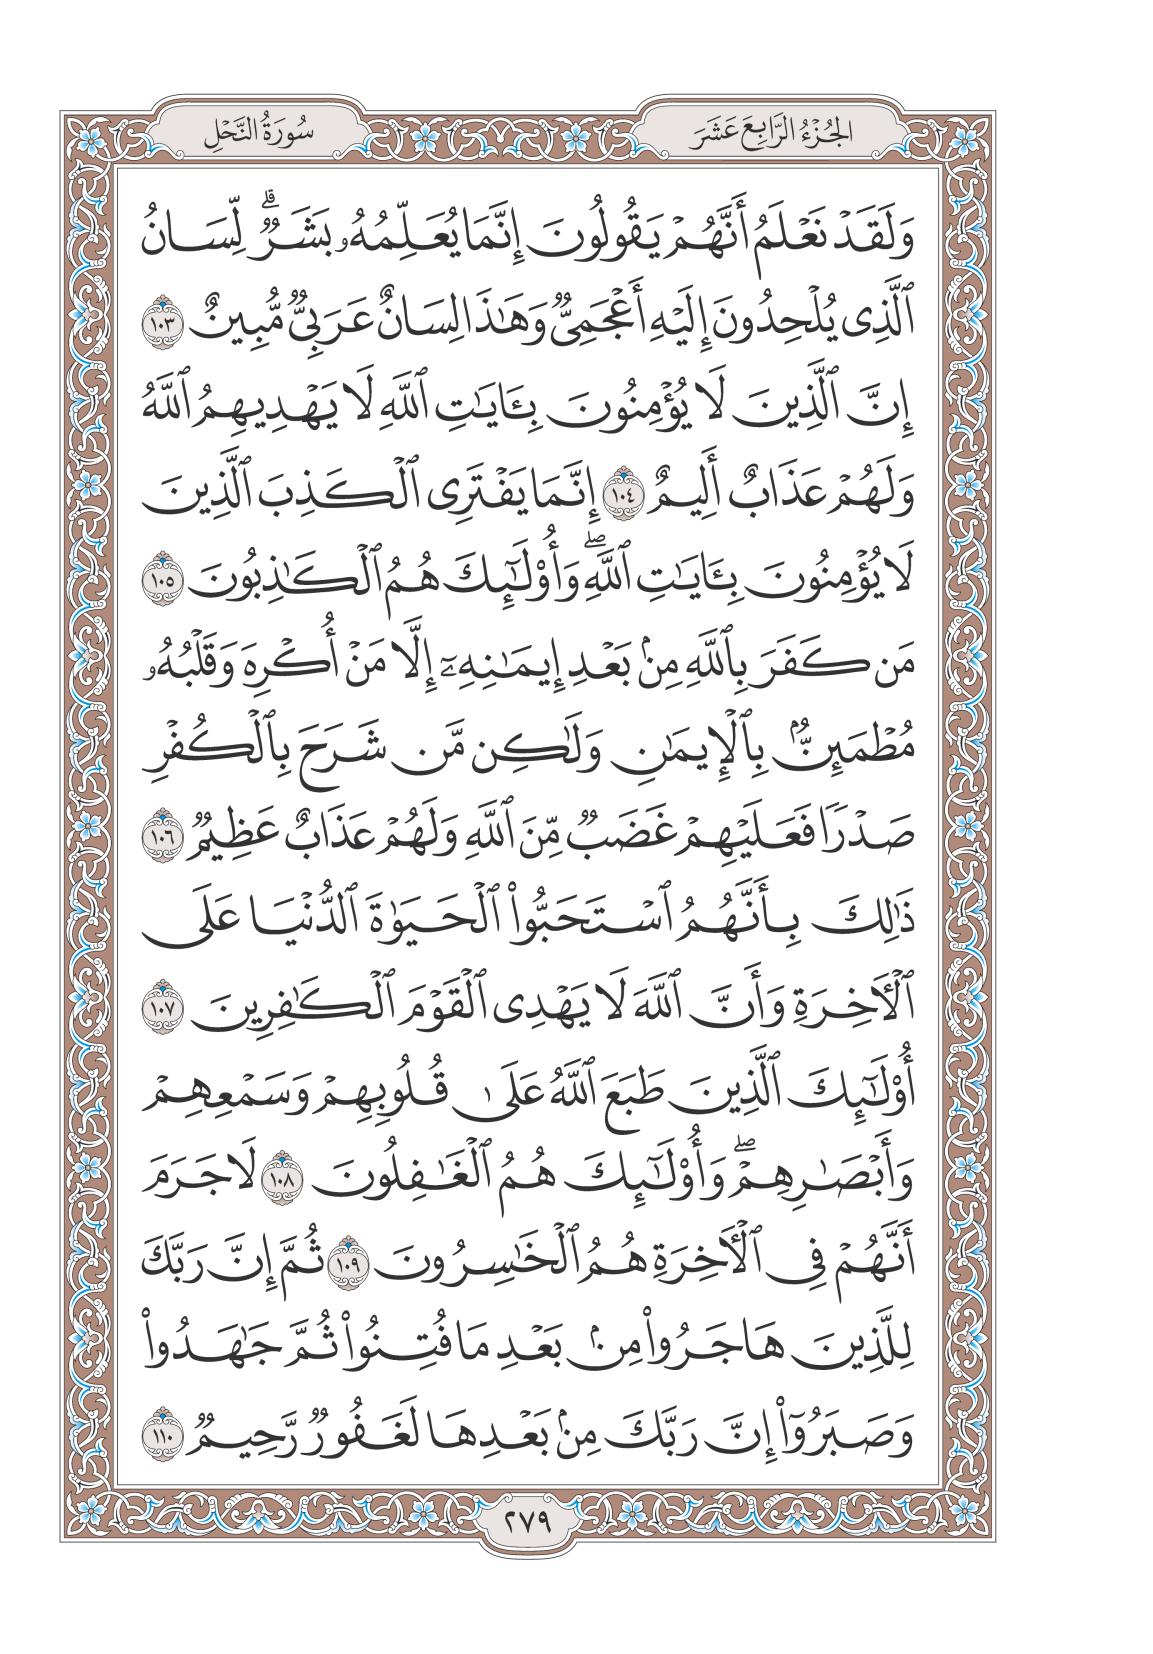 الجُزْءُ الرَّابِعَ عَشَرَ
سُورَةُ النَّحْلِ
وَلَقَدْ نَعْلَمُ أَنَّهُمْ يَقُولُونَ إِنَّمَا يُعَلِّمُهُۥ بَشَرٌۗ لِّسَانُ
ٱلَّذِى يُلْحِدُونَ إِلَيْهِ أَعْجَمِىٌّ وَهَٰذَا لِسَانٌ عَرَبِىٌّ مُّبِينٌ ١٠٣
إِنَّ ٱلَّذِينَ لَا يُؤْمِنُونَ بِـَٔايَٰتِ ٱللَّهِ لَا يَهْدِيهِمُ ٱللَّهُ
وَلَهُمْ عَذَابٌ أَلِيمٌ ١٠٤ إِنَّمَا يَفْتَرِى ٱلْكَذِبَ ٱلَّذِينَ
لَا يُؤْمِنُونَ بِـَٔايَٰتِ ٱللَّهِۖ وَأُوْلَٰٓئِكَ هُمُ ٱلْكَٰذِبُونَ ١٠٥
مَن كَفَرَ بِٱللَّهِ مِنۢ بَعْدِ إِيمَٰنِهِۦٓ إِلَّا مَنْ أُكْرِهَ وَقَلْبُهُۥ
مُطْمَئِنٌّۢ بِٱلْإِيمَٰنِ وَلَٰكِن مَّن شَرَحَ بِٱلْكُفْرِ
صَدْرًا فَعَلَيْهِمْ غَضَبٌ مِّنَ ٱللَّهِ وَلَهُمْ عَذَابٌ عَظِيمٌ ١٠٦
ذَٰلِكَ بِأَنَّهُمُ ٱسْتَحَبُّوا۟ ٱلْحَيَوٰةَ ٱلدُّنْيَا عَلَى
ٱلْـَٔاخِرَةِ وَأَنَّ ٱللَّهَ لَا يَهْدِى ٱلْقَوْمَ ٱلْكَٰفِرِينَ ١٠٧
أُوْلَٰٓئِكَ ٱلَّذِينَ طَبَعَ ٱللَّهُ عَلَىٰ قُلُوبِهِمْ وَسَمْعِهِمْ
وَأَبْصَٰرِهِمْۖ وَأُوْلَٰٓئِكَ هُمُ ٱلْغَٰفِلُونَ ١٠٨ لَا جَرَمَ
أَنَّهُمْ فِى ٱلْـَٔاخِرَةِ هُمُ ٱلْخَٰسِرُونَ ١٠٩ ثُمَّ إِنَّ رَبَّكَ
لِلَّذِينَ هَاجَرُوا۟ مِنۢ بَعْدِ مَا فُتِنُوا۟ ثُمَّ جَٰهَدُوا۟
وَصَبَرُوٓا۟ إِنَّ رَبَّكَ مِنۢ بَعْدِهَا لَغَفُورٌ رَّحِيمٌ ١١٠
٢٧٩